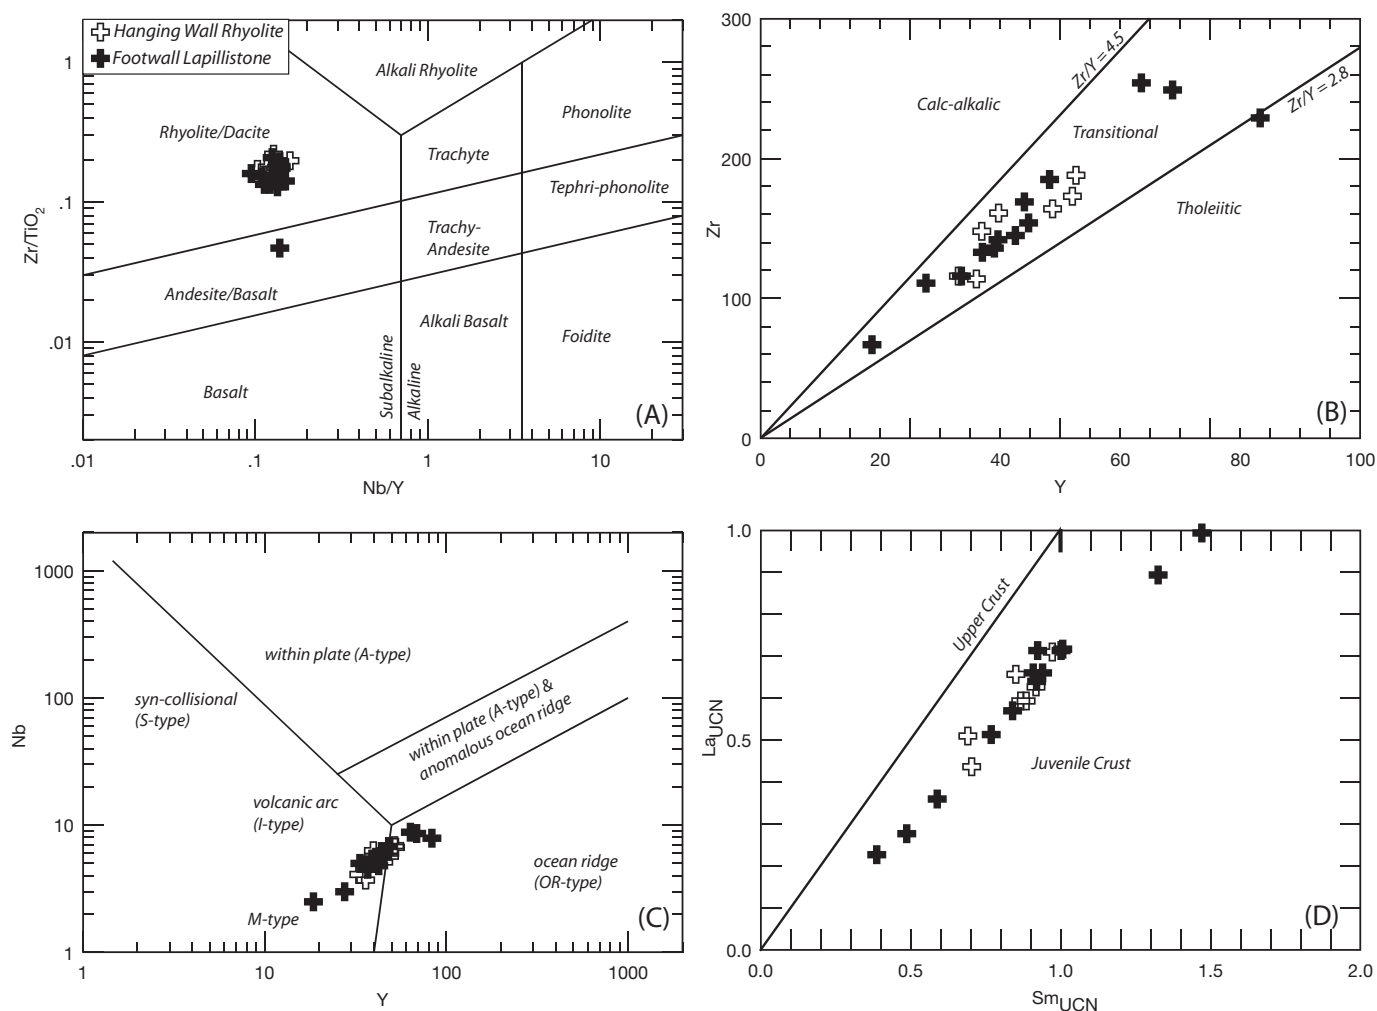 Hanging Wall Rhyolite
Footwall Lapillistone
Alkali Rhyolite
Phonolite
Rhyolite/Dacite
Trachyte
Tephri-phonolite
Trachy-
Andesite
Andesite/Basalt
Alkali Basalt
Foidite
Basalt
Subalkaline
Alkaline
(A)
1
.1
.01
Zr/TiO2
.01
.1
1
10
Nb/Y
300
200
100
0
Zr
Calc-alkalic
Zr/Y = 4.5
Transitional
Zr/Y = 2.8
Tholeiitic
(B)
0
20
40
60
80
100
Y
1000
100
10
1
Nb
within plate (A-type)
syn-collisional
(S-type)
within plate (A-type) &
anomalous ocean ridge
volcanic arc
(I-type)
ocean ridge
(OR-type)
M-type
(C)
1
10
100
1000
Y
1.0
0.5
0.0
LaUCN
Upper Crust
Juvenile Crust
(D)
0.0
0.5
1.0
1.5
2.0
SmUCN